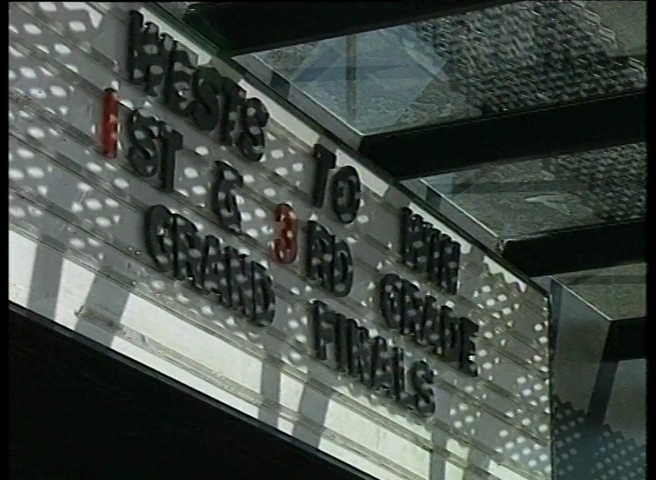 WESTS TO WIN
1ST & 3RD GRADE
GRAND FINALS